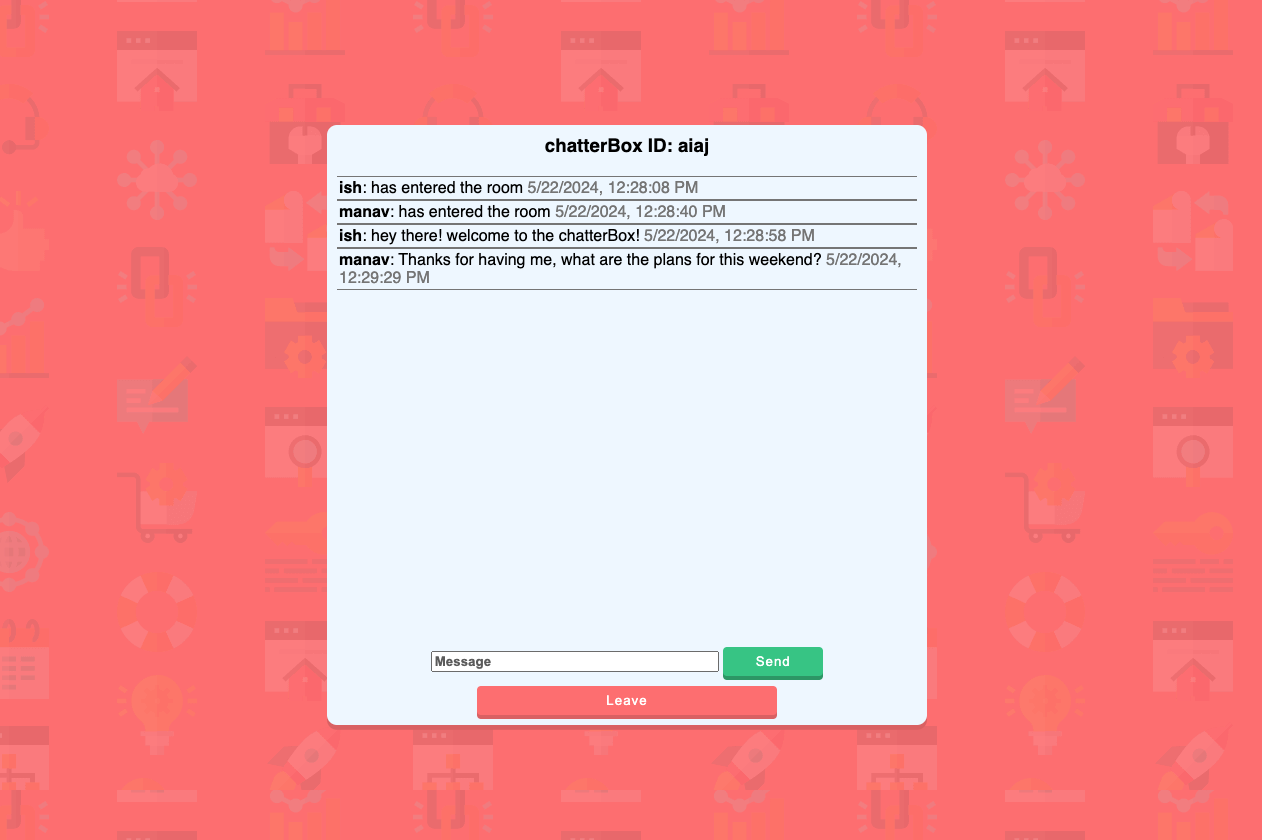 chatterBox ID: aiaj
ish: has entered the room 5/22/2024, 12:28:08 PM
manav: has entered the room 5/22/2024, 12:28:40 PM
ish: hey there! welcome to the chatterBox! 5/22/2024, 12:28:58 PM
manav: Thanks for having me, what are the plans for this weekend? 5/22/2024,
12:29:29 PM
Message
Send
Leave